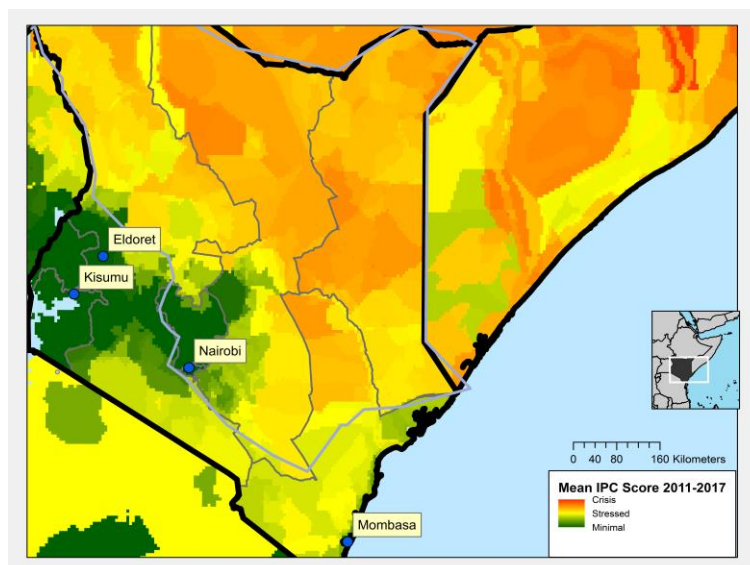 Eldoret
Kisumu
Nairobi
Mombasa
0 40 80 160 Kilometers
Mean IPC Score 2011-2017
Crisis
Stressed
Minimal